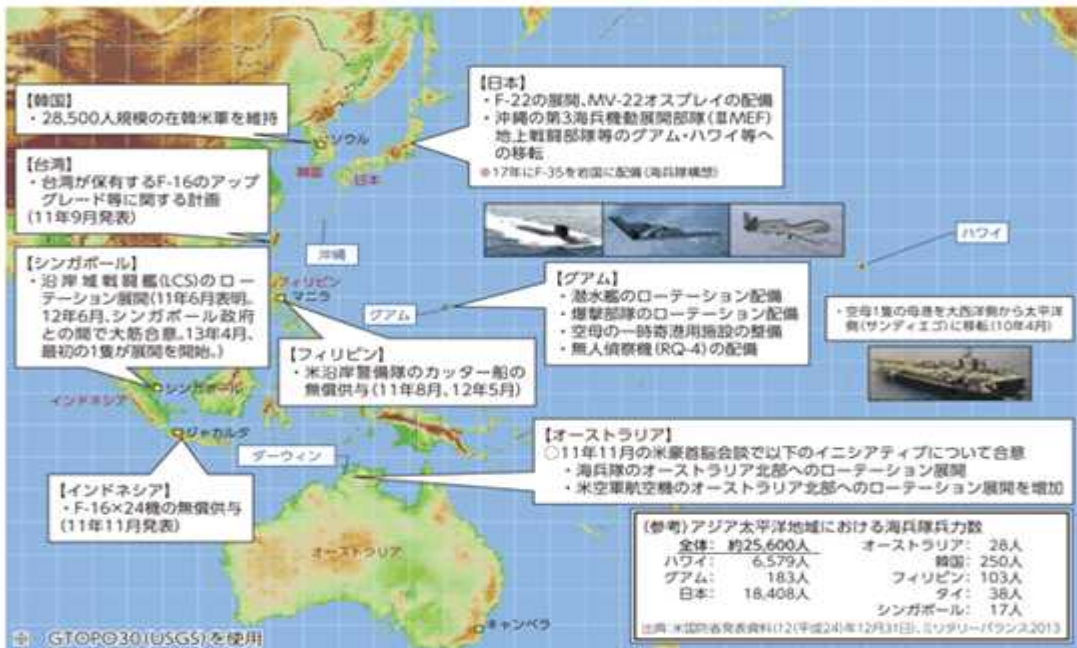 【韓国】
・28,500人規模の在韓米軍を維持
【台湾】
・台湾が保有するF-16のアップ
グレード等に関する計画
(11年9月発表)
【シンガポール】
・沿岸域戦闘艦(LCS)のロー
テーション展開(11年6月表明。
12年6月、シンガポール政府
との間で大筋合意。13年4月、
最初の1隻が展開を開始。)
【日本】
・F-22の展開、MV-22オスプレイの配備
・沖縄の第3海兵機動展開部隊(ⅢMEF)
地上戦闘部隊等のグアム・ハワイ等へ
の移転
※17年にF-35を岩国に配備(海兵隊構想)
ソウル
韓国
日本
沖縄
フィリピン
マニラ
グアム
ハワイ
【グアム】
・潜水艦のローテーション配備
・爆撃部隊のローテーション配備
・空母の一時寄港用施設の整備
・無人偵察機(RQ-4)の配備
・空母1隻の母港を大西洋側から太平洋
側(サンディエゴ)に移転(10年4月)
【フィリピン】
・米沿岸警備隊のカッター船の
無償供与(11年8月、12年5月)
シンガポール
インドネシア
ジャカルタ
ダーウィン
【インドネシア】
・F-16×24機の無償供与
(11年11月発表)
【オーストラリア】
○11年11月の米豪首脳会談で以下のイニシアティブについて合意
・海兵隊のオーストラリア北部へのローテーション展開
・米空軍航空機のオーストラリア北部へのローテーション展開を増加
オーストラリア
キャンベラ
(参考)アジア太平洋地域における海兵隊兵力数
全体: 約25,600人
ハワイ: 6,579人
グアム: 183人
日本: 18,408人
オーストラリア: 28人
韓国: 250人
フィリピン: 103人
タイ: 38人
シンガポール: 17人
出典:米国防省発表資料(12(平成24)年12月31日)、ミリタリーバランス2013
※ GTOPO30(USGS)を使用